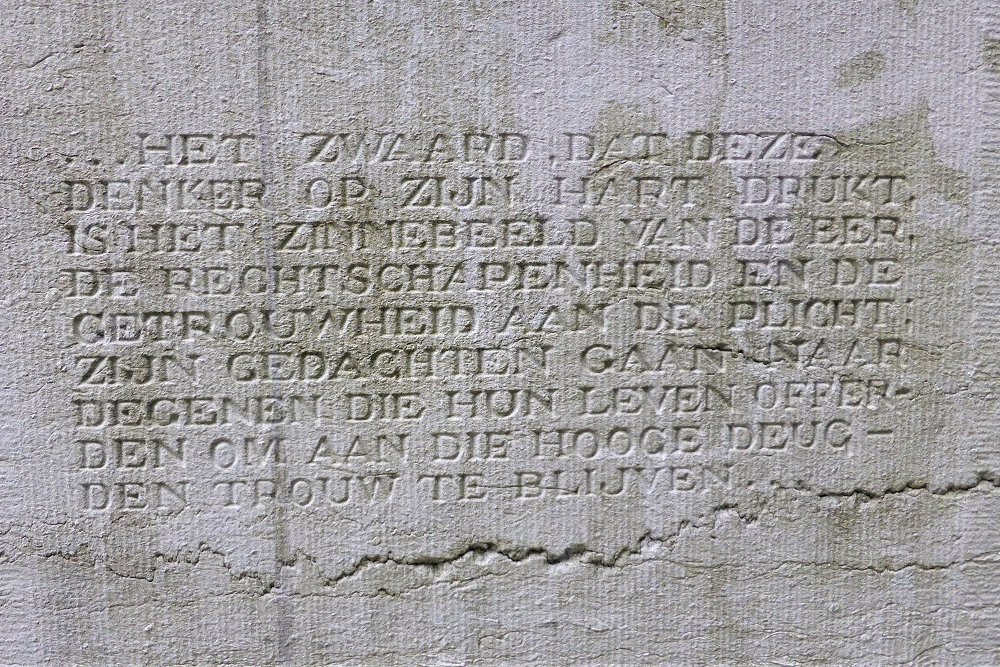 ...HET ZWAARD, DAT DEZE
DENKER OP ZIJN HART DRUKT,
IS HET ZINNEBEELD VAN DE EER,
DE RECHTSCHAPENHEID EN DE
GETROUWHEID AAN DE PLICHT;
ZIJN GEDACHTEN GAAN NAAR
DEGENEN DIE HUN LEVEN OFFER-
DEN OM AAN DIE HOOGE DEUG-
DEN TROUW TE BLIJVEN...